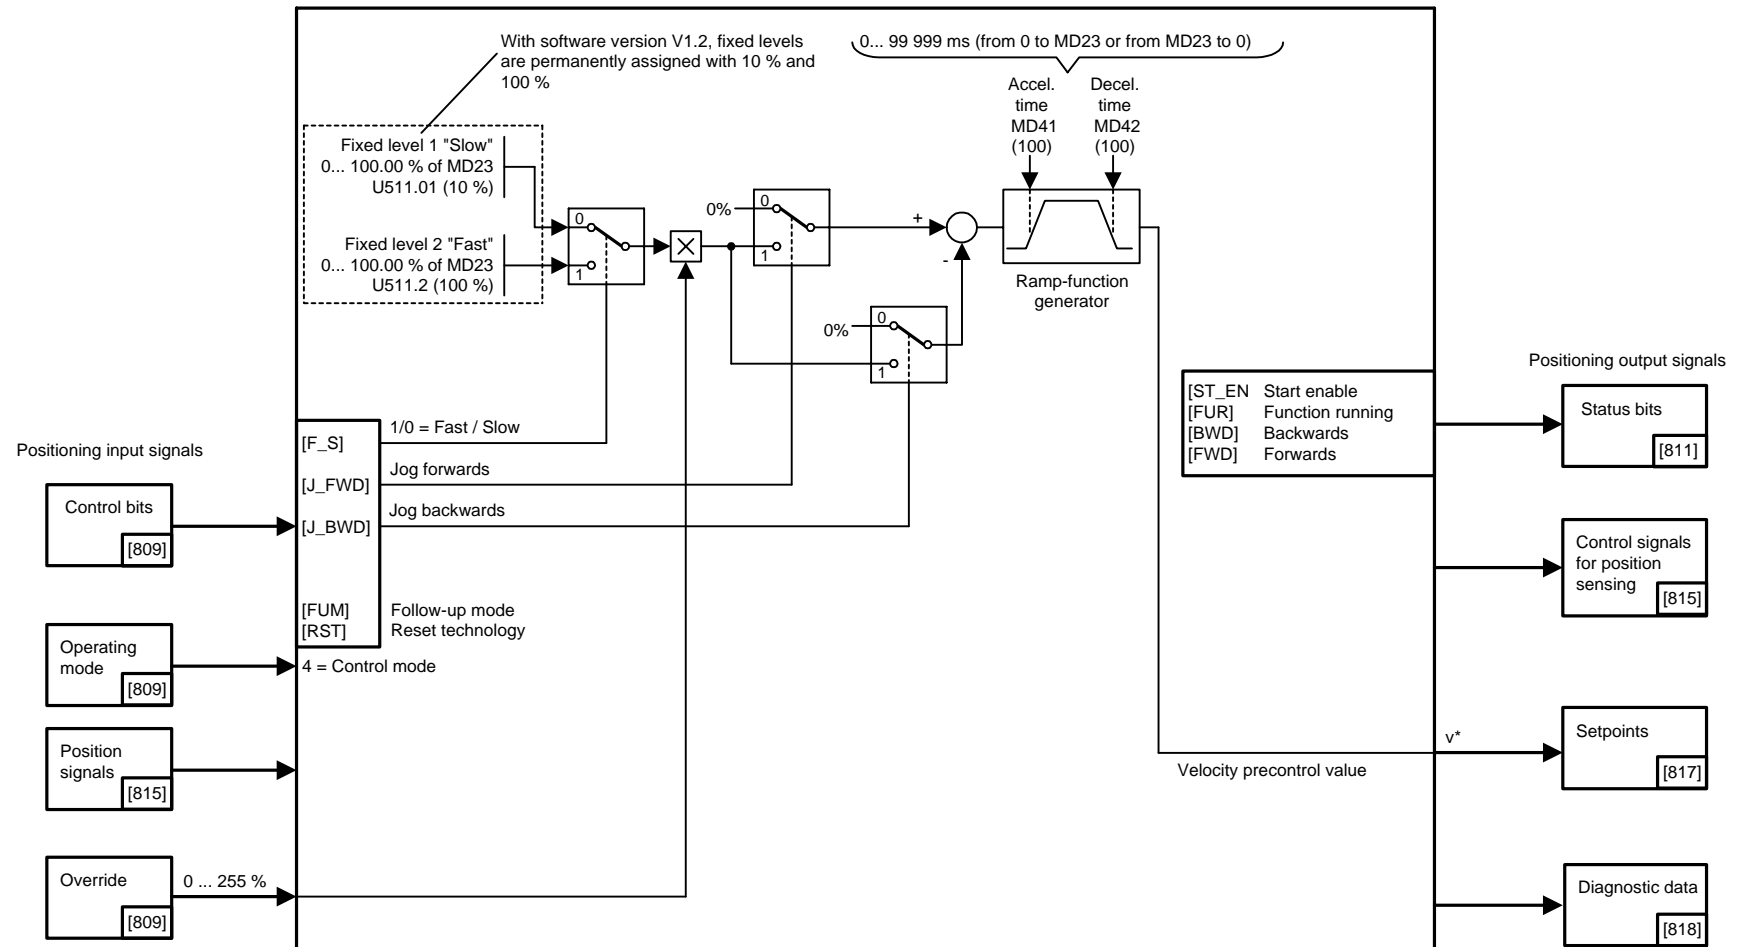 With software version V1.2, fixed levels
are permanently assigned with 10 % and
100 %
0... 99 999 ms (from 0 to MD23 or from MD23 to 0)
Accel.
time
MD41
(100)
Decel.
time
MD42
(100)
Fixed level 1 "Slow"
0... 100.00 % of MD23
U511.01 (10 %)
Fixed level 2 "Fast"
0... 100.00 % of MD23
U511.2 (100 %)
0
1
0%
0
1
+
-
0%
0
1
Ramp-function
generator
Positioning input signals
Control bits
[809]
Operating
mode
[809]
Position
signals
[815]
Override
[809]
0 ... 255 %
[F_S]
1/0 = Fast / Slow
[J_FWD]
Jog forwards
[J_BWD]
Jog backwards
[FUM] Follow-up mode
[RST] Reset technology
4 = Control mode
[ST_EN Start enable
[FUR] Function running
[BWD] Backwards
[FWD] Forwards
Velocity precontrol value
v*
Positioning output signals
Status bits
[811]
Control signals
for position
sensing
[815]
Setpoints
[817]
Diagnostic data
[818]